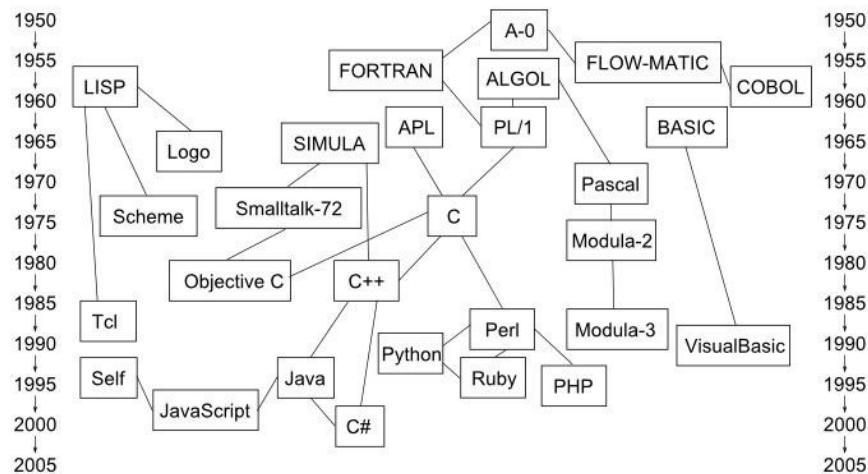 1950
A-0
1950
1955
FORTRAN
FLOW-MATIC
1955
LISP
ALGOL
COBOL
1960
1960
APL
PL/1
BASIC
1965
Logo
SIMULA
1965
1970
Pascal
1970
Scheme
Smalltalk-72
C
1975
Modula-2
1975
1980
Objective C
C++
1980
1985
Tcl
Perl
Modula-3
1985
1990
Python
VisualBasic
1990
Self
Java
Ruby
PHP
1995
JavaScript
1995
2000
C#
2000
2005
2005